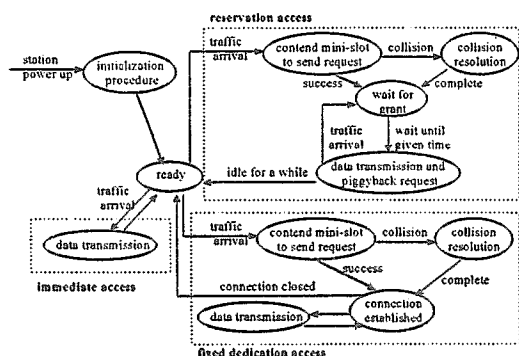 reservation access
station
power up
initiclization
procedure
traffic
arrival
contend mini-slot
to send request
collision
collision
resolution
success
complete
wait for
grant
traffic
arrival
wait until
given time
data transmission and
piggyback request
idle for a while
ready
traffic
arrival
data transmission
immediate access
traffic
arrival
contend mini-slot
to send request
collision
collision
resolution
success
complete
connection closed
connection
established
data transmission
fixed dedication access